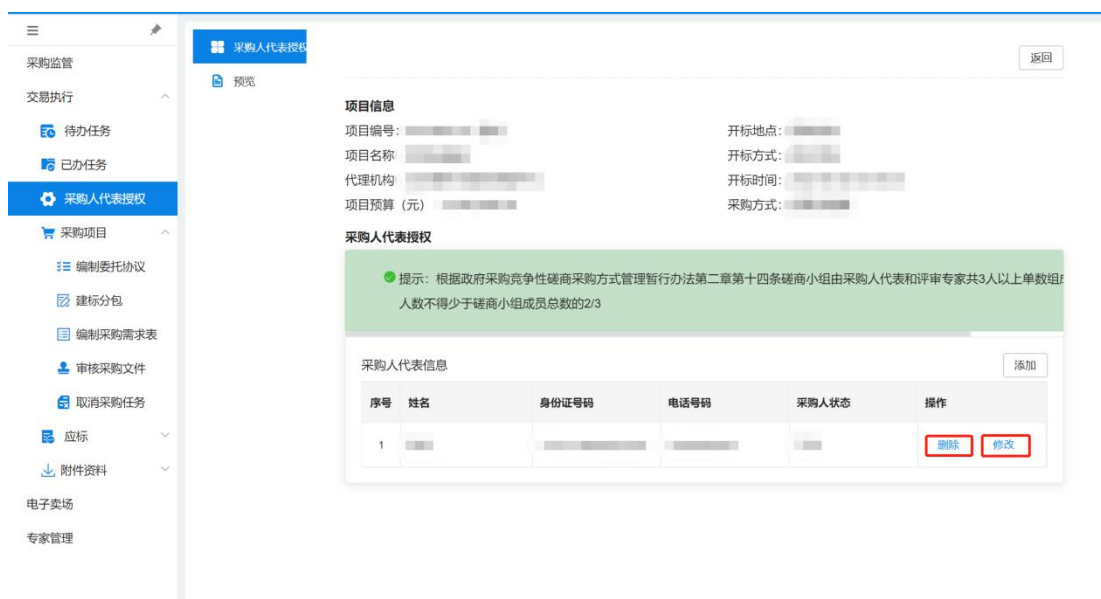 采购监管
交易执行
待办任务
已办任务
采购人代表授权
采购项目
编制委托协议
建标分包
编制采购需求表
审核采购文件
取消采购任务
应标
附件资料
电子卖场
专家管理
采购人代表授权
预览
返回
项目信息
项目编号：
开标地点：
项目名称
开标方式：
代理机构
开标时间：
项目预算（元）
采购方式：
采购人代表授权
提示：根据政府采购竞争性磋商采购方式管理暂行办法第二章第十四条磋商小组由采购人代表和评审专家共3人以上单数组
人数不得少于磋商小组成员总数的2/3
采购人代表信息
添加
序号 姓名 身份证号码 电话号码 采购人状态 操作
1 删除 修改